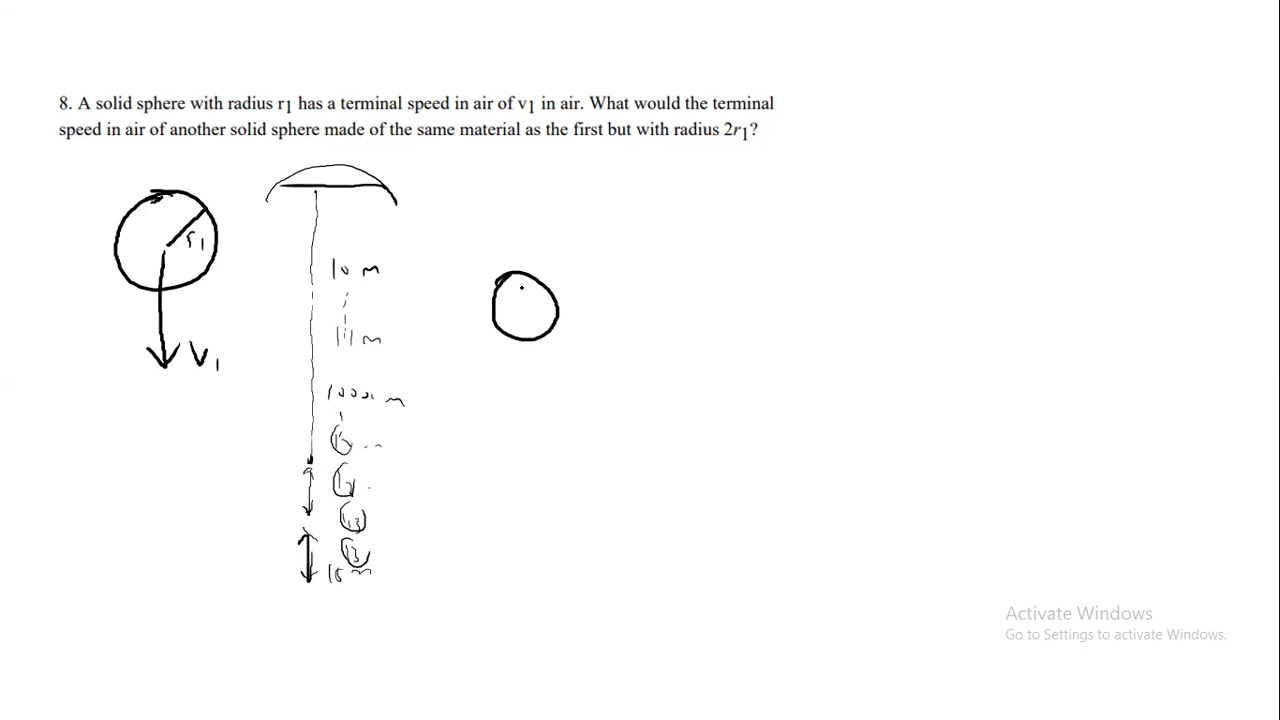 8. A solid sphere with radius r1 has a terminal speed in air of v1 in air. What would the terminal
speed in air of another solid sphere made of the same material as the first but with radius 2r1?
r1
10 m
V1
Activate Windows
Go to Settings to activate Windows.